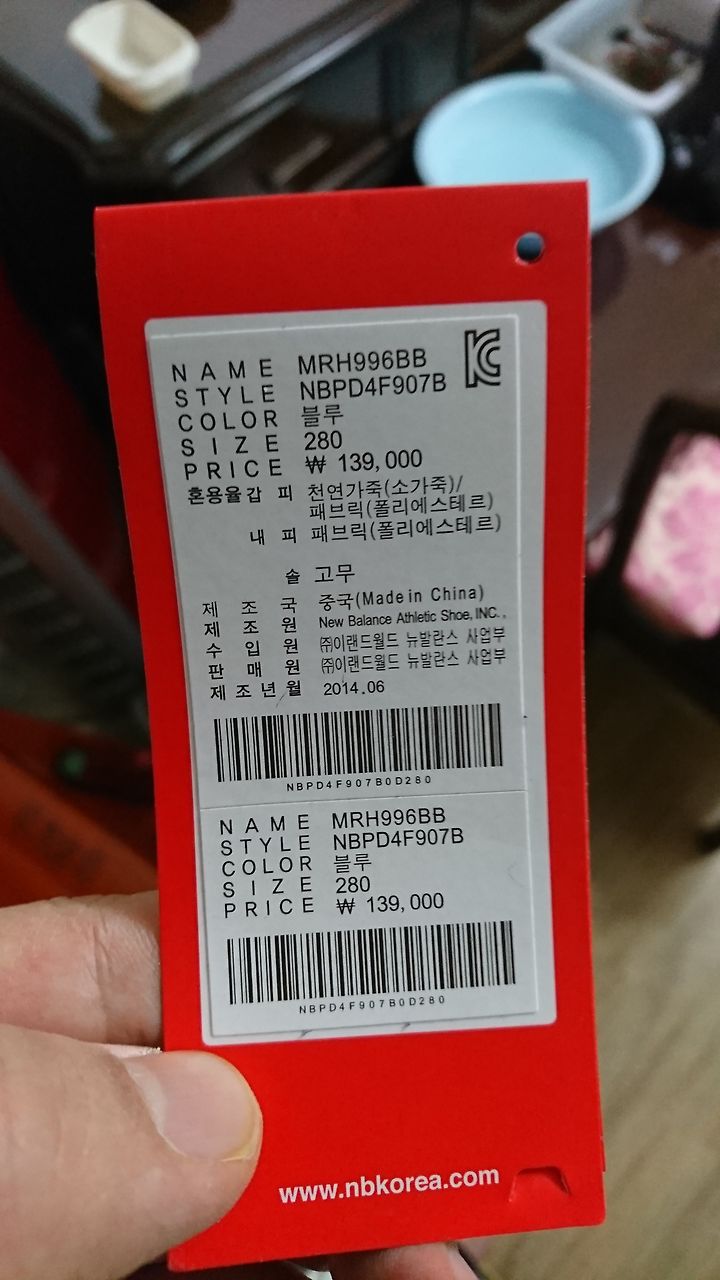 NAME MRH996BB
STYLE NBPD4F907B
COLOR 블루
SIZE 280
PRICE ₩ 139,000
혼용율갑 피 천연가죽(소가죽)/
패브릭(폴리에스테르)
내 피 패브릭(폴리에스테르)
솔 고무
제 조 국 중국(Made in China)
제 조 원 New Balance Athletic Shoe, INC.,
수 입 원 ㈜이랜드월드 뉴발란스 사업부
판 매 원 ㈜이랜드월드 뉴발란스 사업부
제 조 년 월 2014.06
NBPD4F907B0D280
NAME MRH996BB
STYLE NBPD4F907B
COLOR 블루
SIZE 280
PRICE ₩ 139,000
NBPD4F907B0D280
www.nbkorea.com